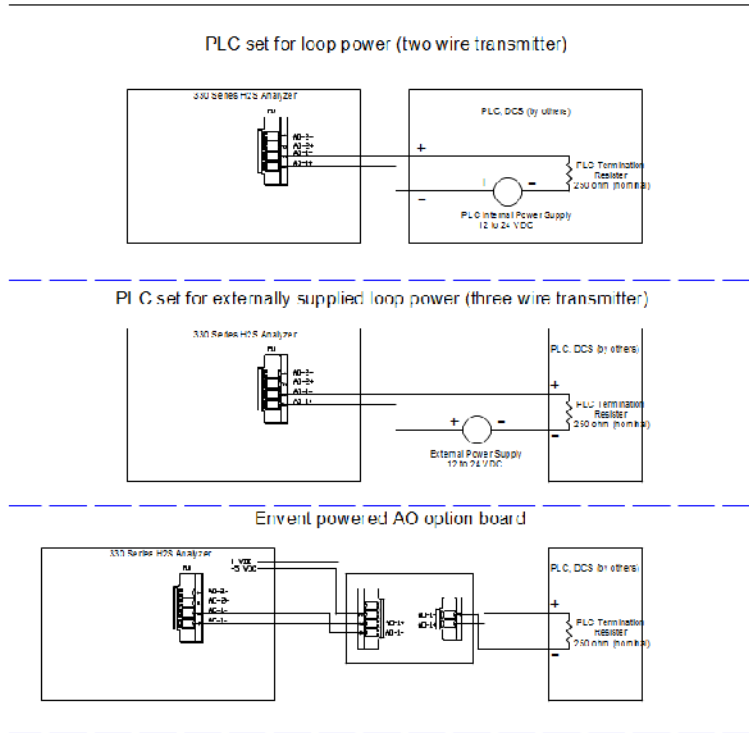 PLC set for loop power (two wire transmitter)
330 Series H2S Analyzer
PLC, DCS (by others)
AO-2-
AO-2+
AO-1-
AO-1+
+
PLC Termination
Resister
250 ohm (nominal)
-
-
PLC Internal Power Supply
12 to 24 VDC
PLC set for externally supplied loop power (three wire transmitter)
330 Series H2S Analyzer
PLC, DCS (by others)
AO-2-
AO-2+
AO-1-
AO-1+
+
PLC Termination
Resister
250 ohm (nominal)
+
-
-
External Power Supply
12 to 24 VDC
Envent powered AO option board
330 Series H2S Analyzer
PLC, DCS (by others)
AO-2-
AO-1-
+
AO-1+
AO-1-
PLC Termination
Resister
250 ohm (nominal)
-